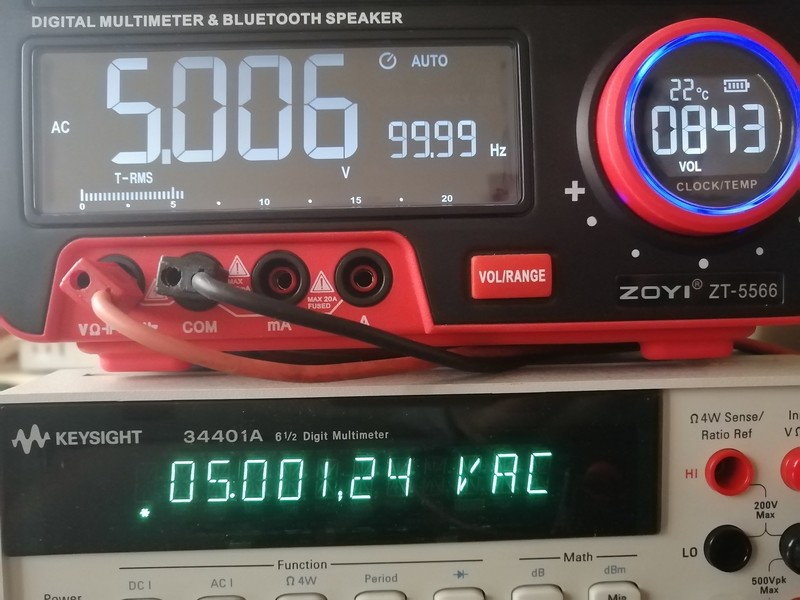 DIGITAL MULTIMETER & BLUETOOTH SPEAKER
AUTO
AC
5.006
V
99.99 Hz
T-RMS
0 5 10 15 20
22°C
0843
VOL
CLOCK/TEMP
+
VOL/RANGE
ZOYI® ZT-5566
MAX 20A
FUSED
COM
mA
A
KEYSIGHT
34401A 6½ Digit Multimeter
* 05.001,24 VAC
Ω 4W Sense/
Ratio Ref
HI
LO
200V
Max
500Vpk
Max
Function
Math
DC I
AC I
Ω 4W
Period
dB
dBm
Power
Min